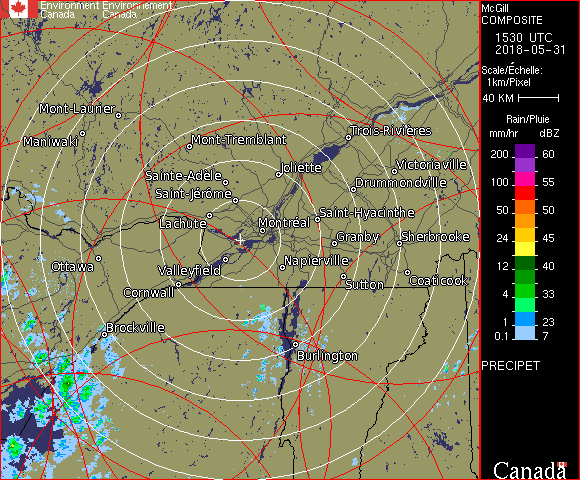 Environment Environnement
Canada Canada
McGill
COMPOSITE
1530 UTC
2018-05-31
Scale/Échelle:
1km/Pixel
40 KM
Rain/Pluie
mm/hr dBZ
200 60
55
100 55
50 50
24 45
20
12 40
4 33
1 23
0.1 7
PRECIPET
Mont-Laurier
Maniwaki
Mont-Tremblant
Trois-Rivières
Joliette
Victoriaville
Sainte-Adèle
Drummondville
Saint-Jérôme
Lachute
Saint-Hyacinthe
Montréal
Granby
Sherbrooke
Ottawa
Valleyfield
Napierville
Cornwall
Sutton
Coaticook
Brockville
Burlington
Canada